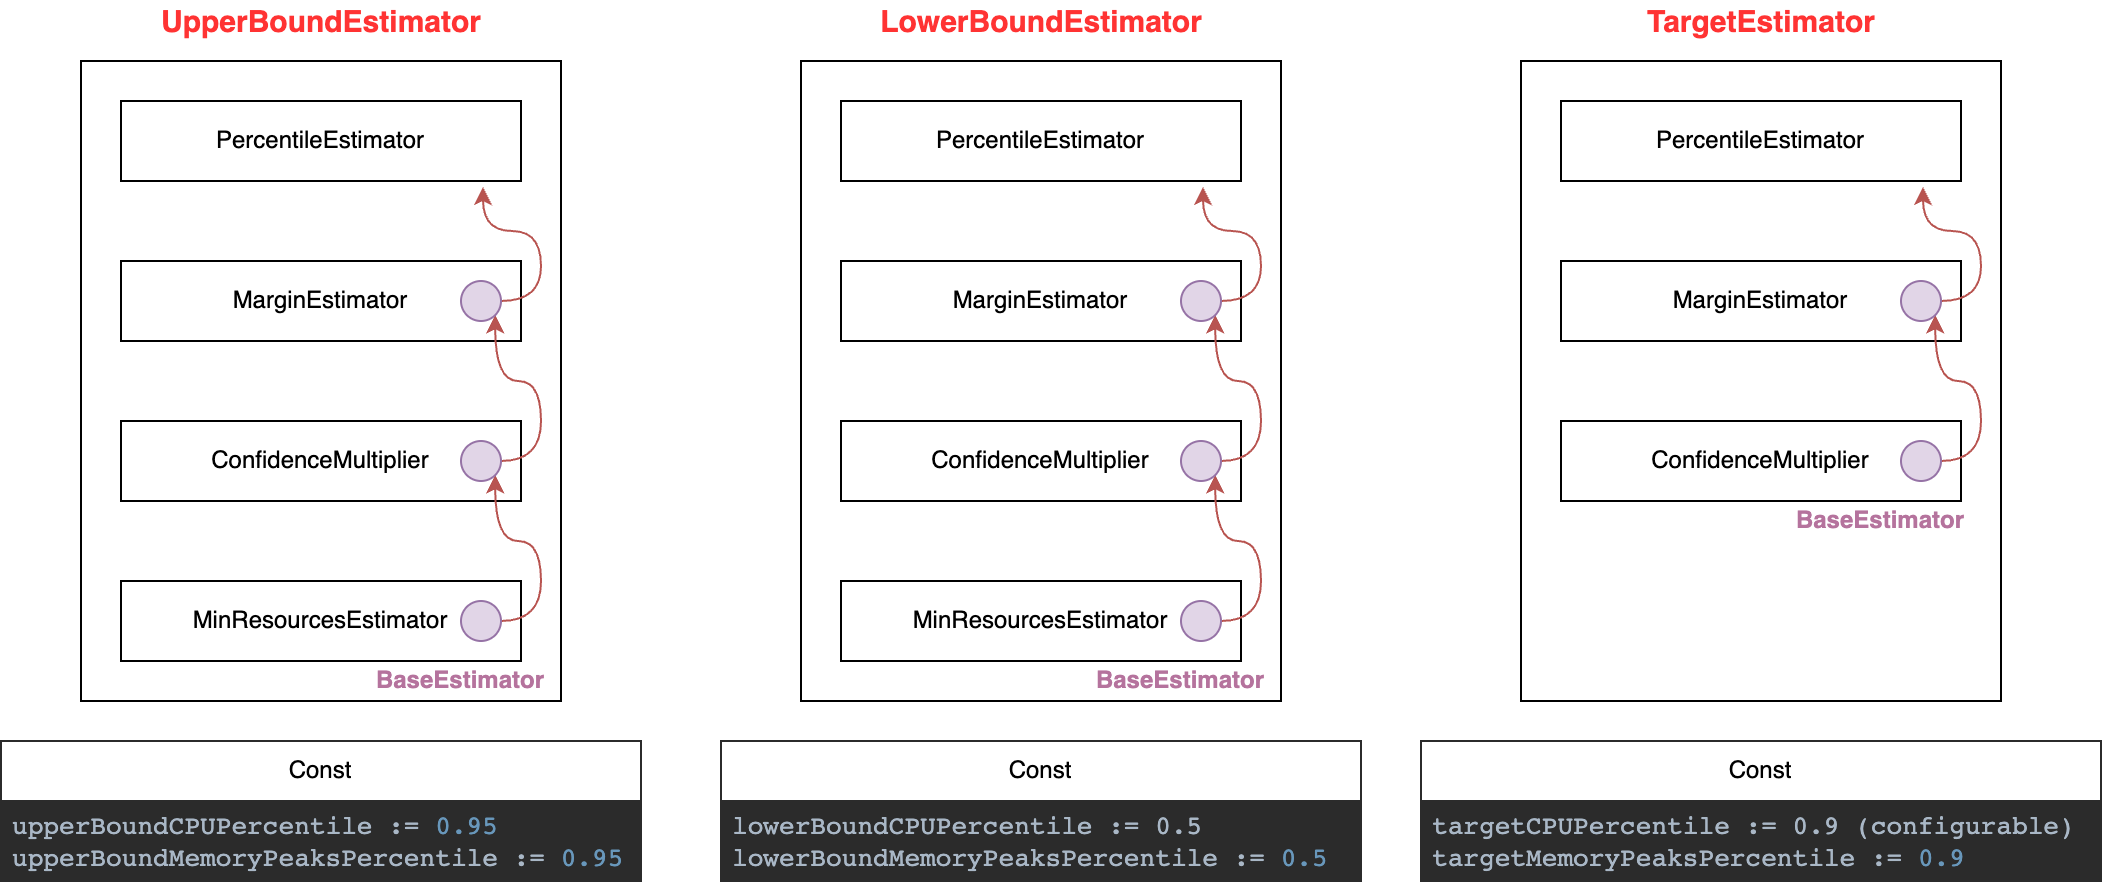 UpperBoundEstimator
PercentileEstimator
MarginEstimator
ConfidenceMultiplier
MinResourcesEstimator
BaseEstimator
Const
upperBoundCPUPercentile := 0.95
upperBoundMemoryPeaksPercentile := 0.95
LowerBoundEstimator
PercentileEstimator
MarginEstimator
ConfidenceMultiplier
MinResourcesEstimator
BaseEstimator
Const
lowerBoundCPUPercentile := 0.5
lowerBoundMemoryPeaksPercentile := 0.5
TargetEstimator
PercentileEstimator
MarginEstimator
ConfidenceMultiplier
BaseEstimator
Const
targetCPUPercentile := 0.9 (configurable)
targetMemoryPeaksPercentile := 0.9